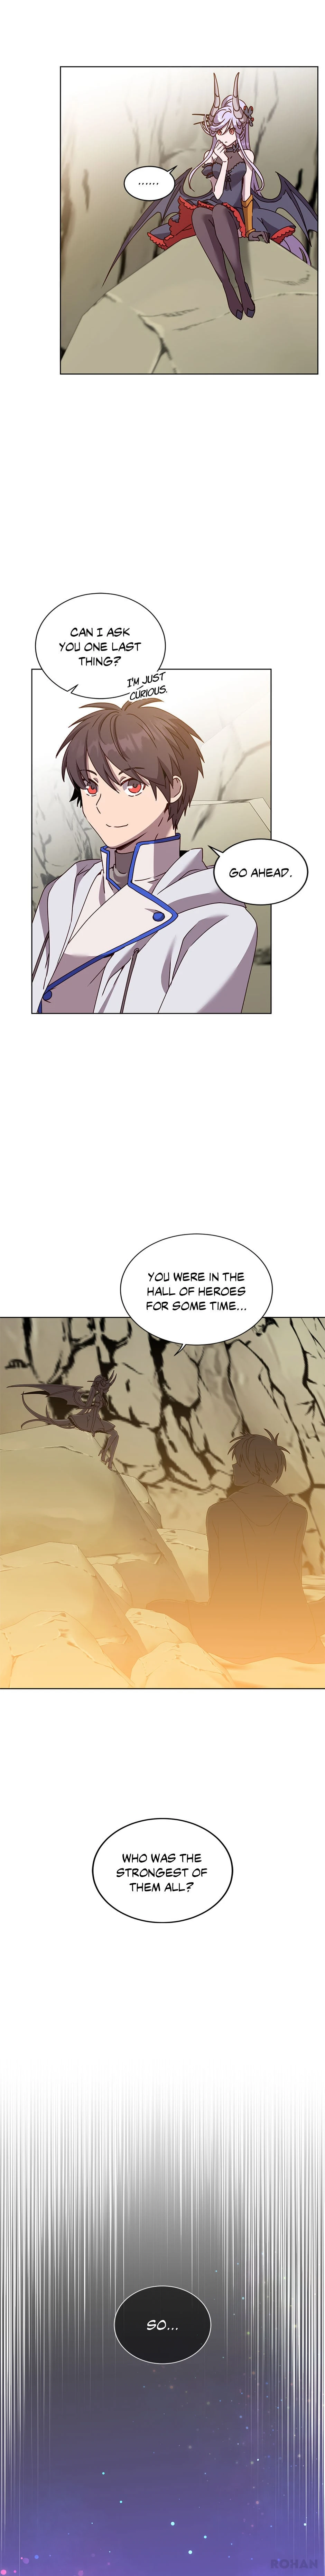 ......
CAN I ASK
YOU ONE LAST
THING?
I'M JUST
CURIOUS.
GO AHEAD.
YOU WERE IN THE
HALL OF HEROES
FOR SOME TIME...
WHO WAS THE
STRONGEST OF
THEM ALL?
SO...
ROHAN